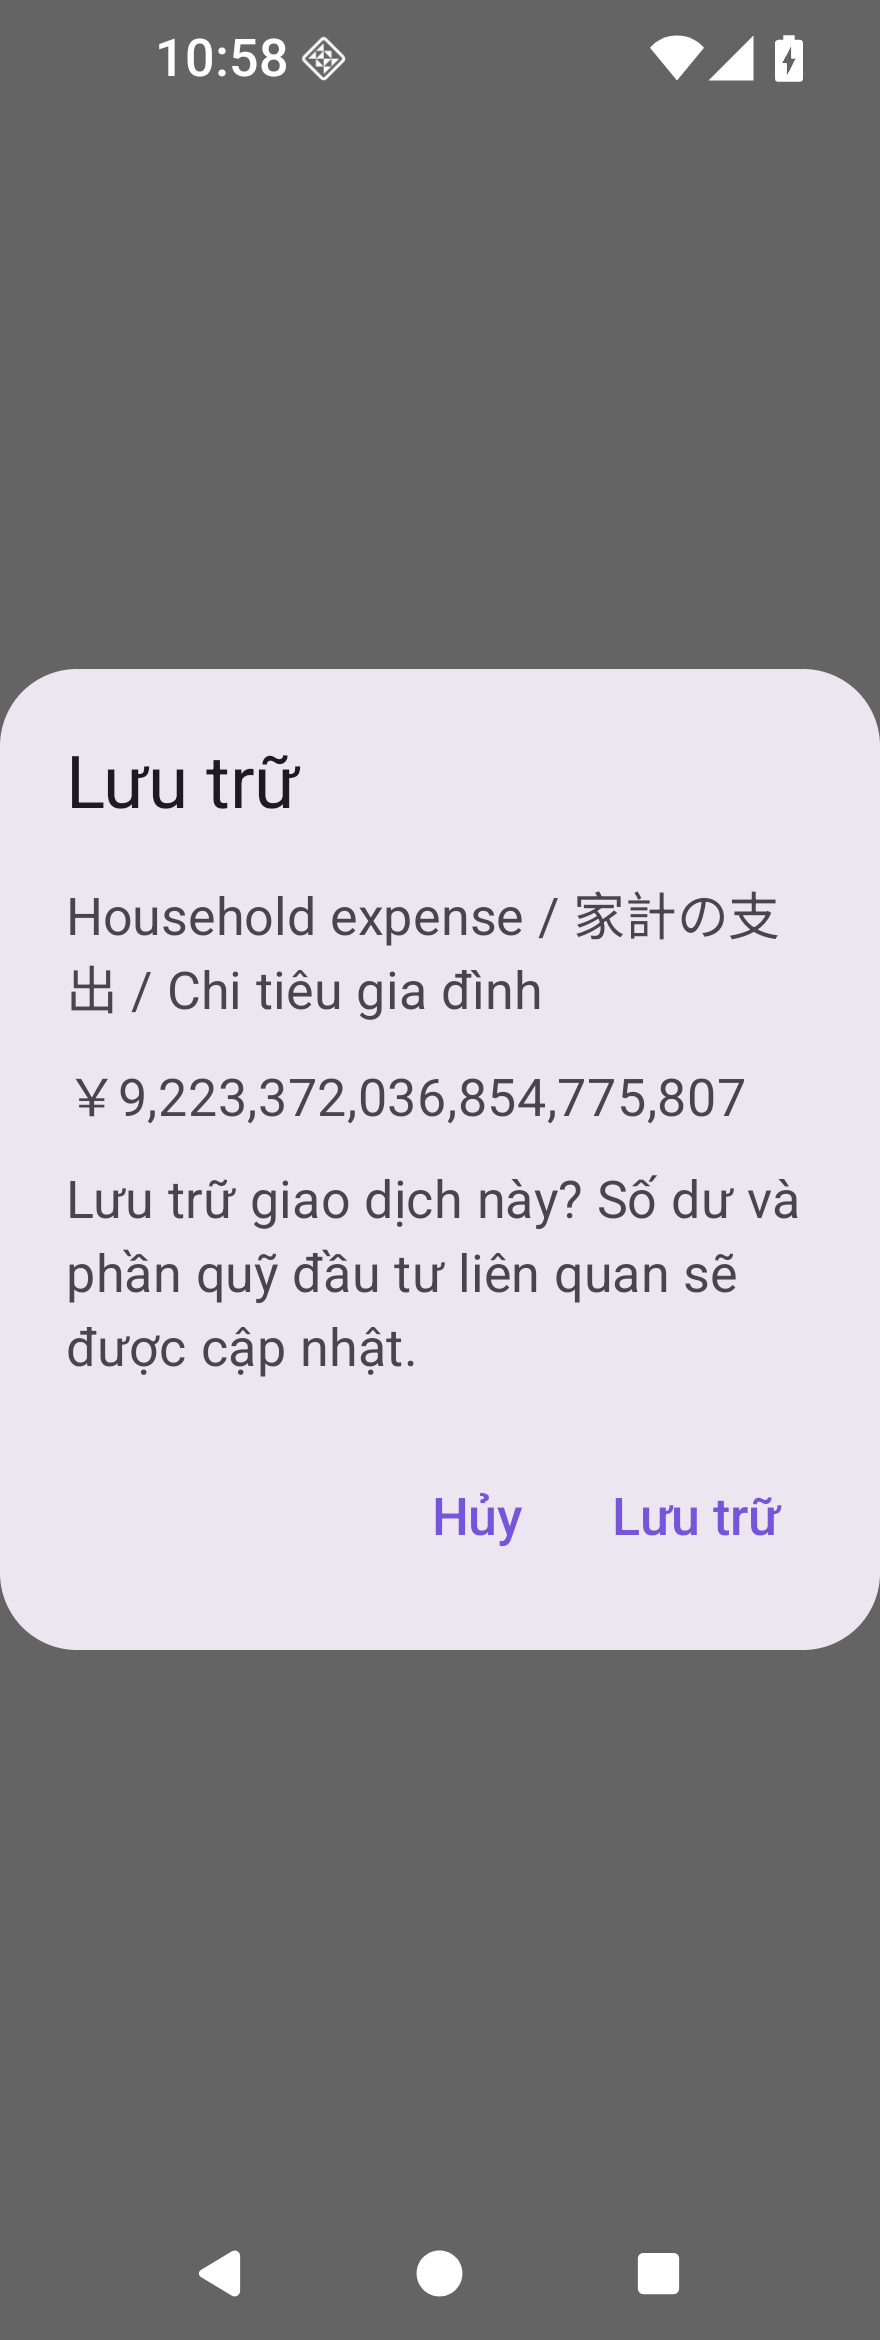 10:58
Lưu trữ
Household expense / 家計の支
出 / Chi tiêu gia đình
￥9,223,372,036,854,775,807
Lưu trữ giao dịch này? Số dư và
phần quỹ đầu tư liên quan sẽ
được cập nhật.
Hủy Lưu trữ